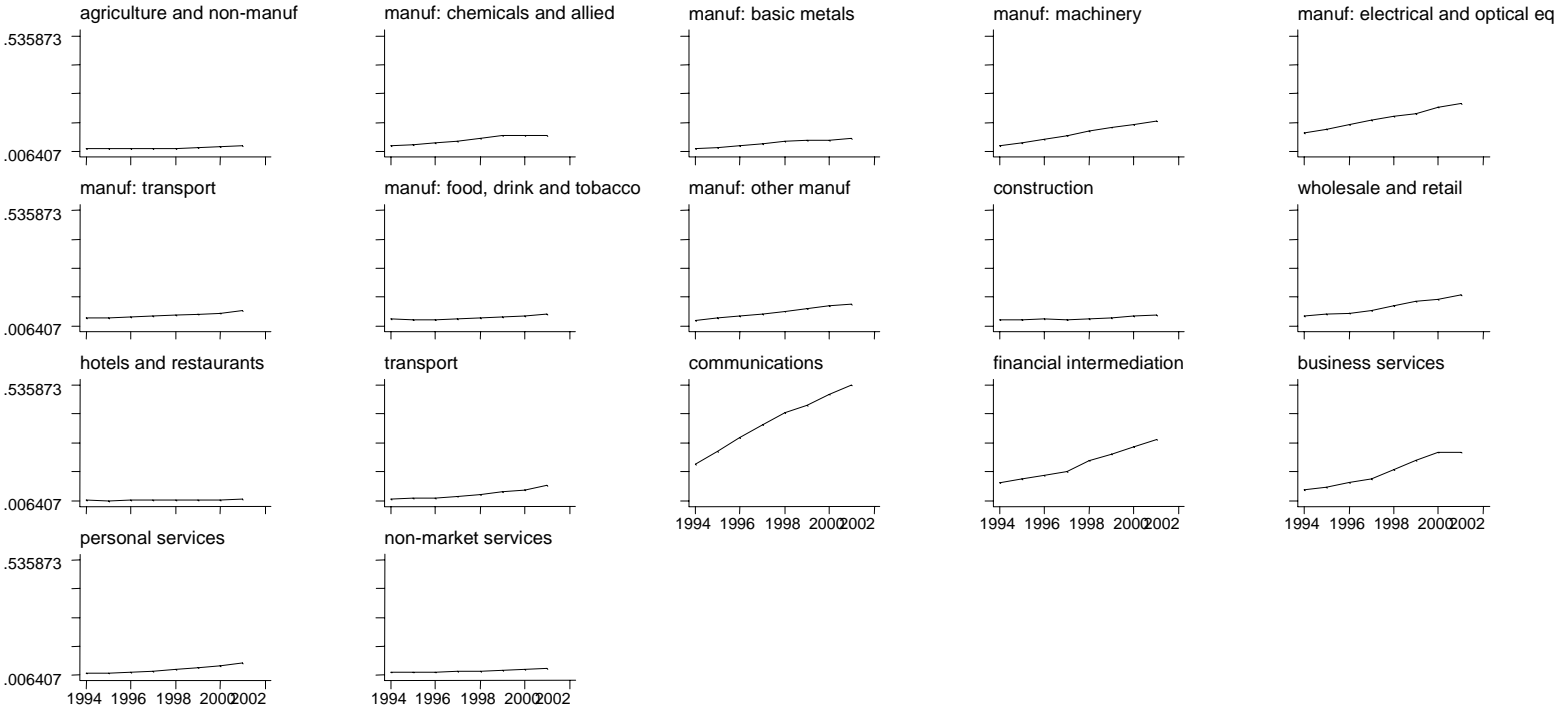 agriculture and non-manuf
manuf: chemicals and allied
manuf: basic metals
manuf: machinery
manuf: electrical and optical eq
.535873
.006407
manuf: transport
manuf: food, drink and tobacco
manuf: other manuf
construction
wholesale and retail
.535873
.006407
hotels and restaurants
transport
communications
financial intermediation
business services
.535873
.006407
1994 1996 1998 2000 2002
1994 1996 1998 2000 2002
1994 1996 1998 2000 2002
personal services
non-market services
.535873
.006407
1994 1996 1998 2000 2002
1994 1996 1998 2000 2002